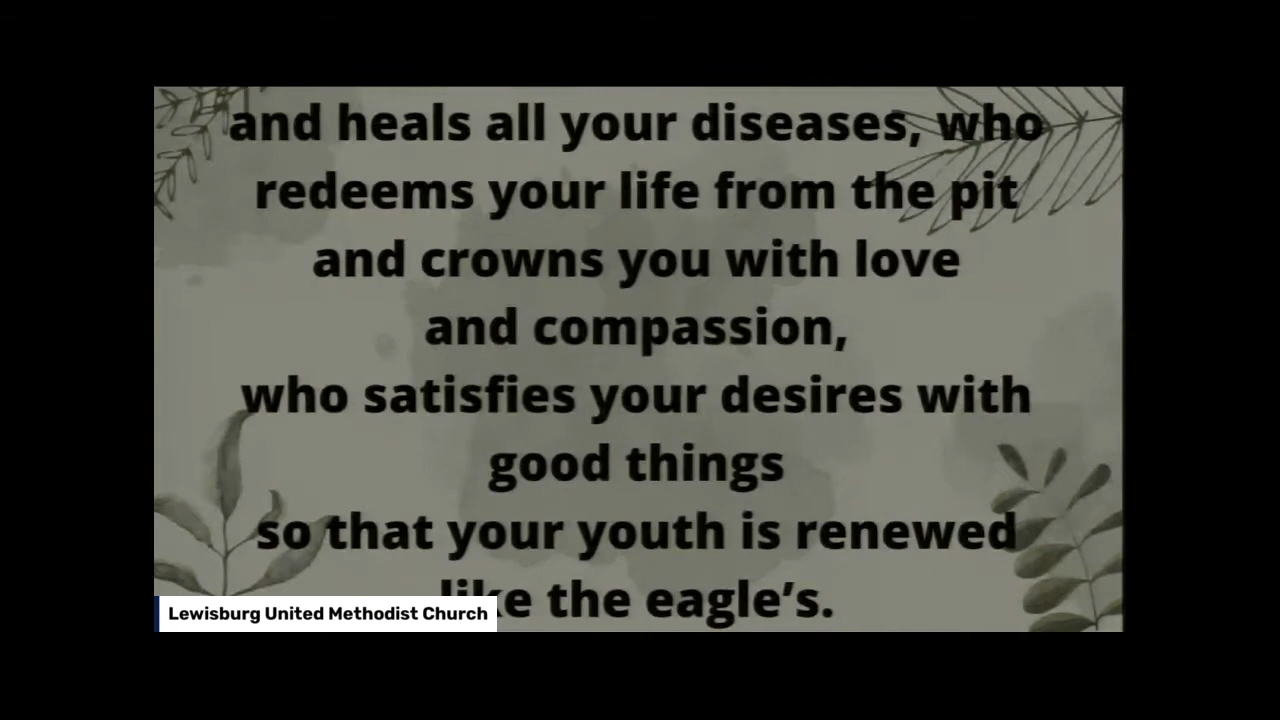 and heals all your diseases, who
redeems your life from the pit
and crowns you with love
and compassion,
who satisfies your desires with
good things
so that your youth is renewed
like the eagle’s.
Lewisburg United Methodist Church